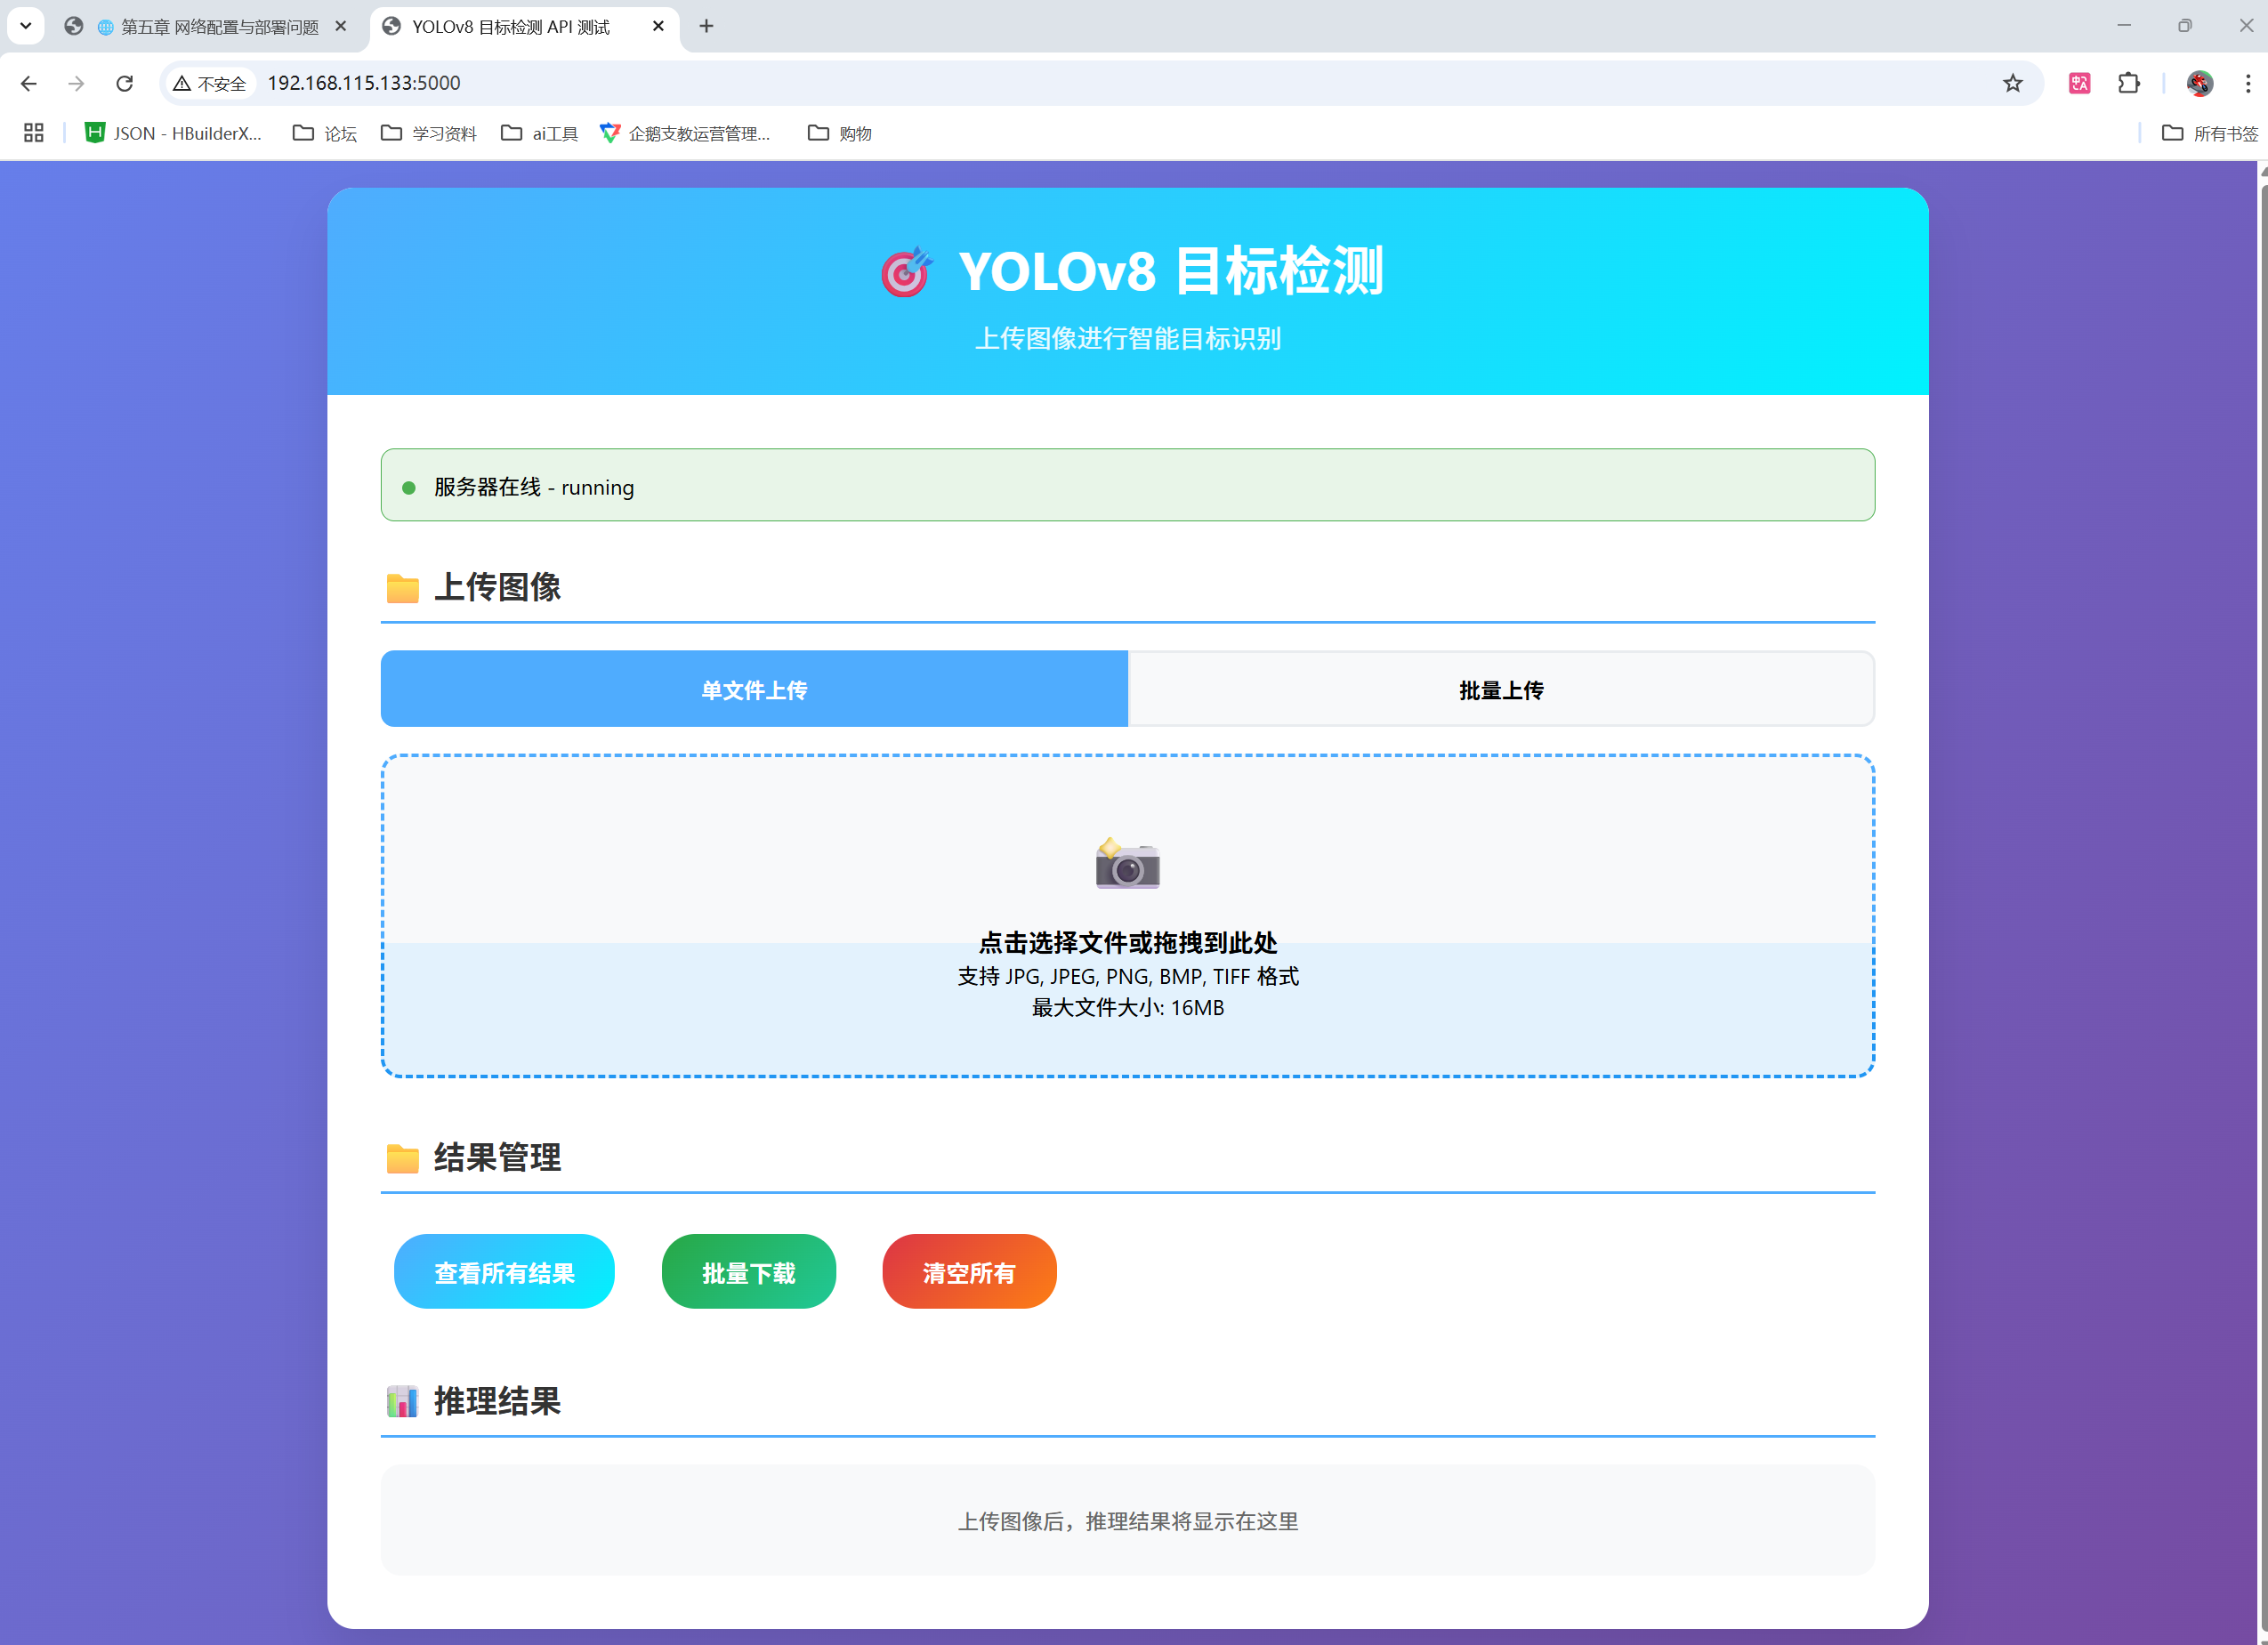 第五章 网络配置与部署问题
YOLOv8 目标检测 API 测试
不安全
192.168.115.133:5000
JSON - HBuilderX...
论坛
学习资料
ai工具
企鹅支教运营管理...
购物
所有书签
YOLOv8 目标检测
上传图像进行智能目标识别
服务器在线 - running
上传图像
单文件上传
批量上传
点击选择文件或拖拽到此处
支持 JPG, JPEG, PNG, BMP, TIFF 格式
最大文件大小: 16MB
结果管理
查看所有结果
批量下载
清空所有
推理结果
上传图像后，推理结果将显示在这里